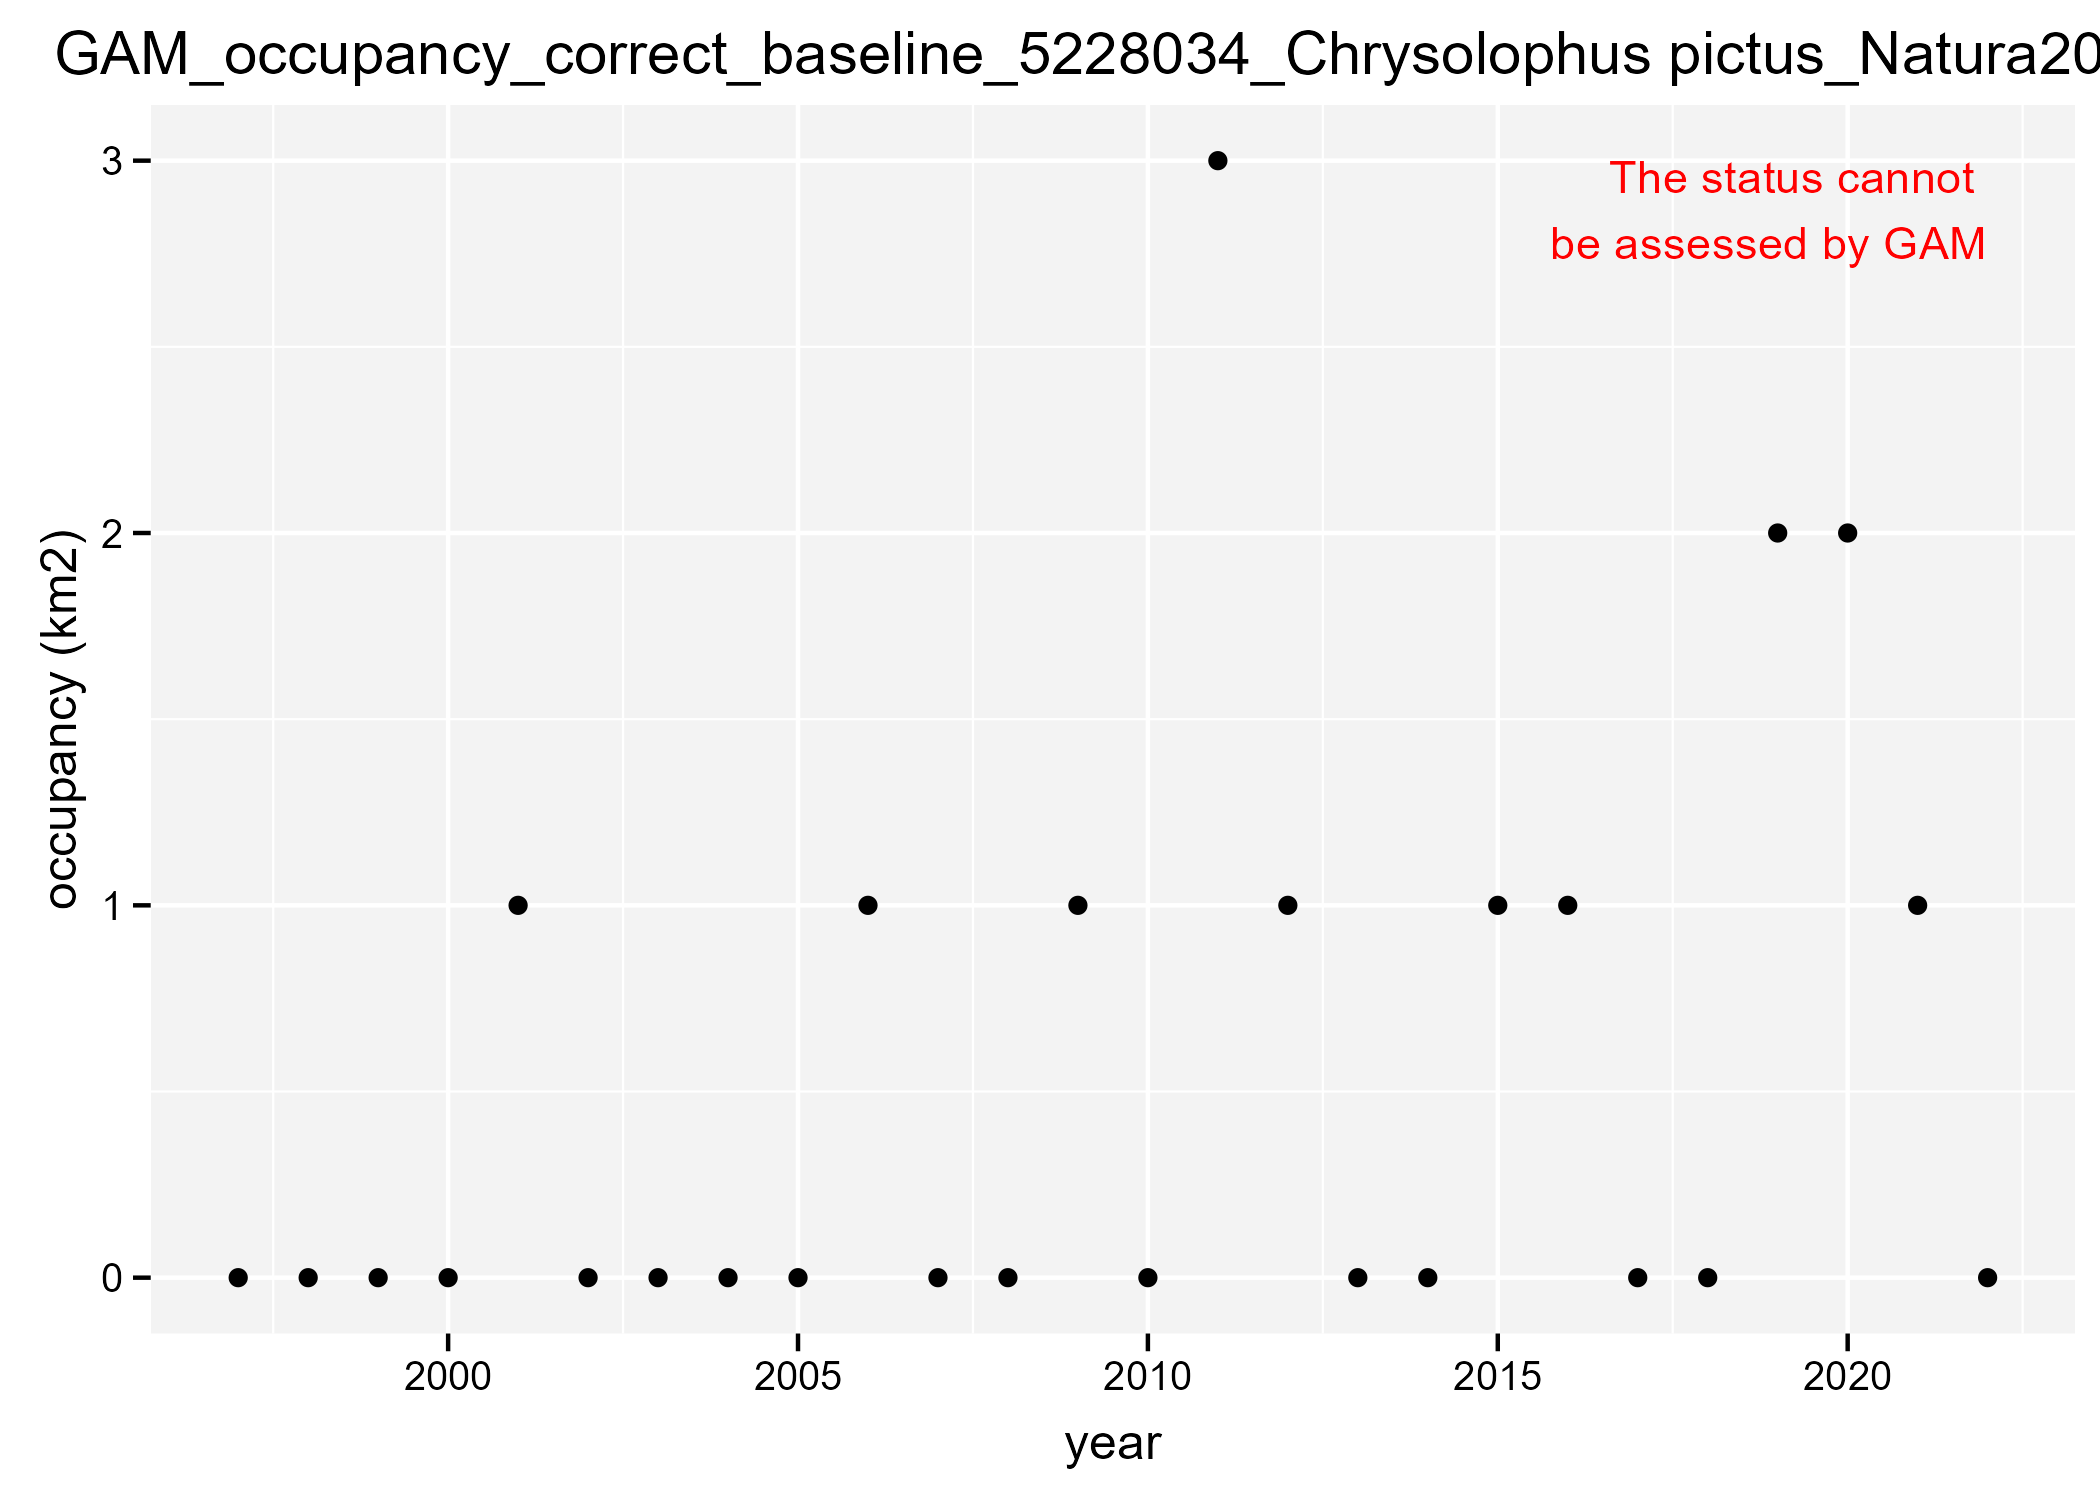 GAM_occupancy_correct_baseline_5228034_Chrysolophus pictus_Natura20
3
The status cannot
be assessed by GAM
2
occupancy (km2)
1
0
2000 2005 2010 2015 2020
year